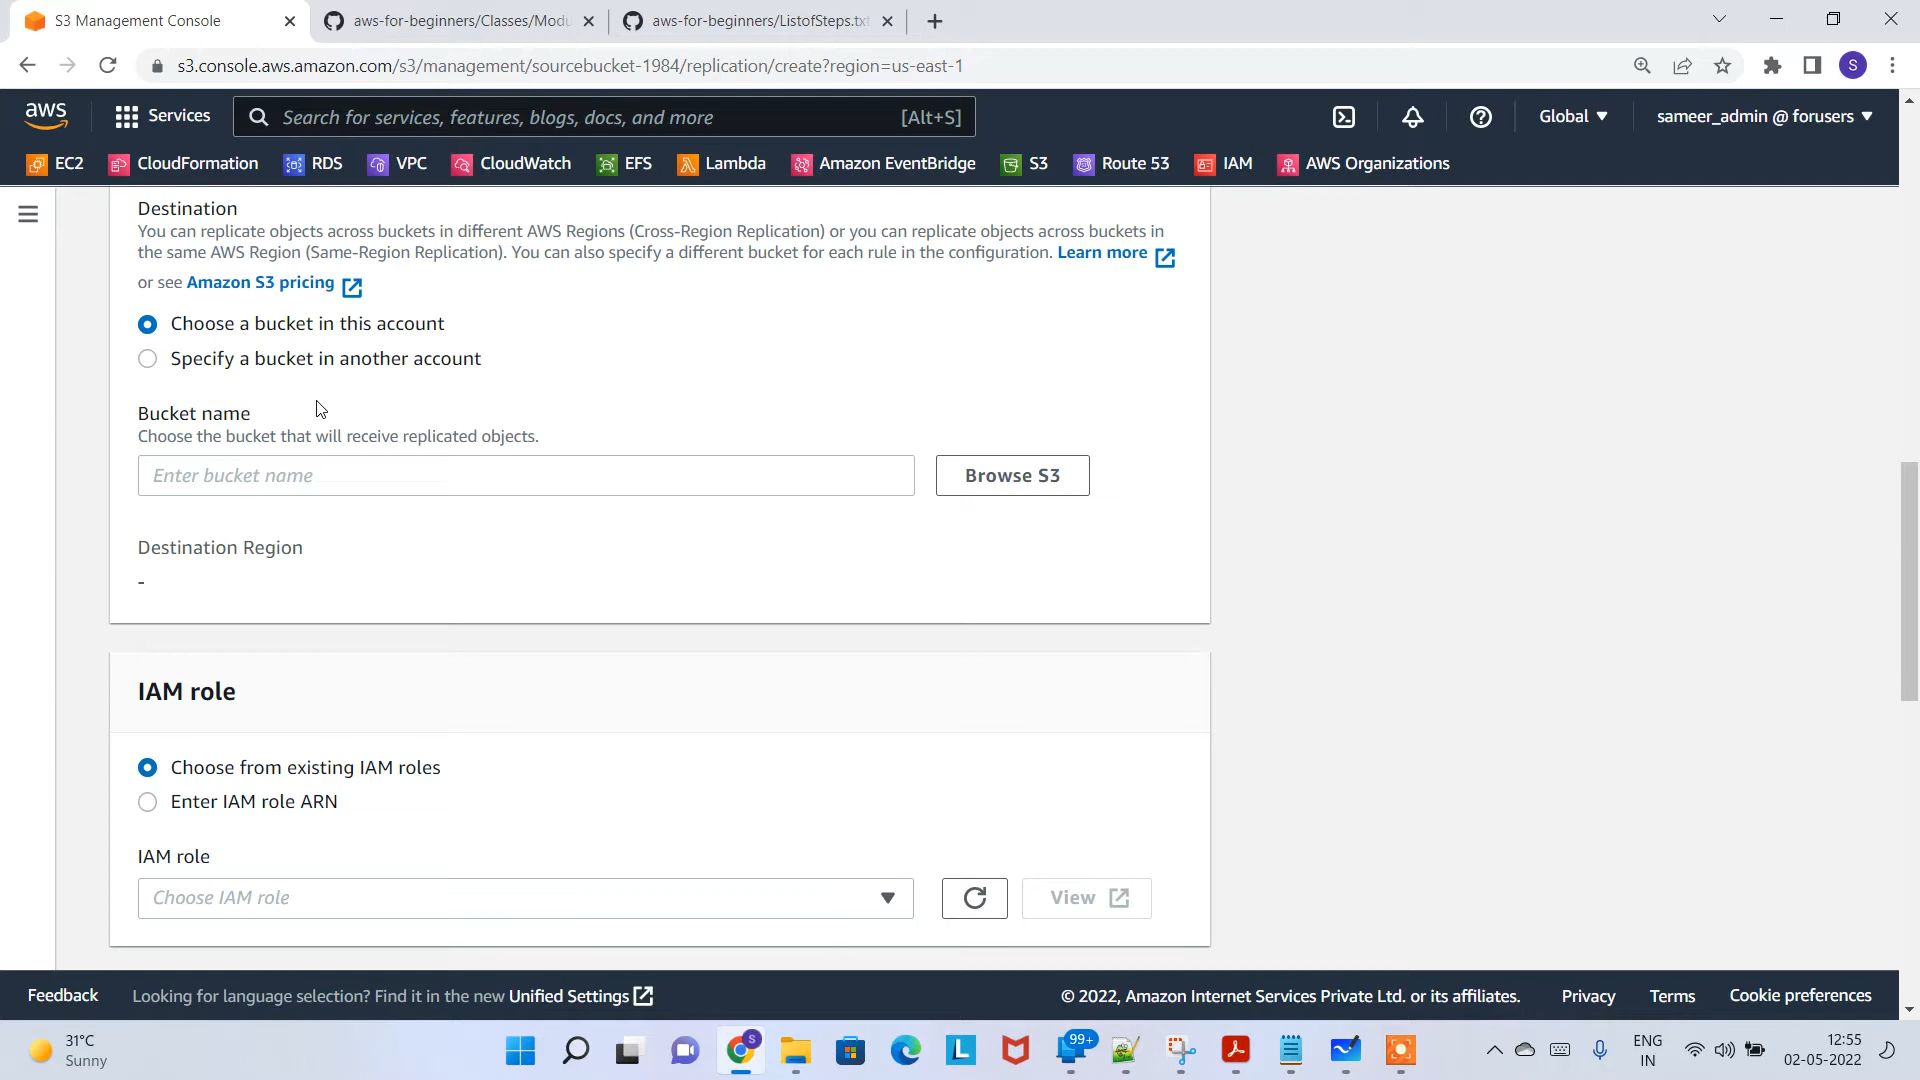 S3 Management Console
aws-for-beginners/Classes/Modu
aws-for-beginners/ListofSteps.txt
s3.console.aws.amazon.com/s3/management/sourcebucket-1984/replication/create?region=us-east-1
S
aws
Services
Search for services, features, blogs, docs, and more
[Alt+S]
Global
sameer_admin @ forusers
EC2
CloudFormation
RDS
VPC
CloudWatch
EFS
Lambda
Amazon EventBridge
S3
Route 53
IAM
AWS Organizations
Destination
You can replicate objects across buckets in different AWS Regions (Cross-Region Replication) or you can replicate objects across buckets in
the same AWS Region (Same-Region Replication). You can also specify a different bucket for each rule in the configuration. Learn more
or see Amazon S3 pricing
Choose a bucket in this account
Specify a bucket in another account
Bucket name
Choose the bucket that will receive replicated objects.
Enter bucket name
Browse S3
Destination Region
-
IAM role
Choose from existing IAM roles
Enter IAM role ARN
IAM role
Choose IAM role
View
Feedback
Looking for language selection? Find it in the new Unified Settings
© 2022, Amazon Internet Services Private Ltd. or its affiliates.
Privacy
Terms
Cookie preferences
31°C
Sunny
S
L
99+
ENG
IN
12:55
02-05-2022